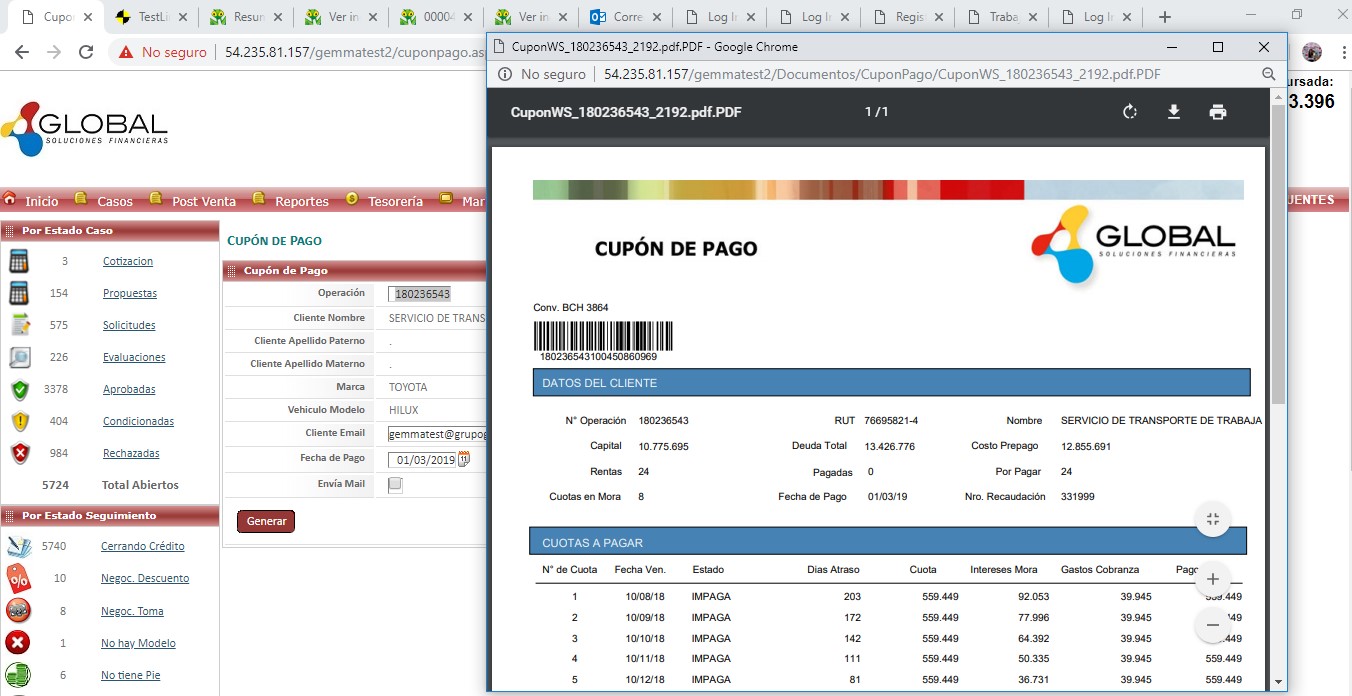 Cupo
TestLi
Resun
Ver in
00004
Ver in
Corre
Log In
Log In
Regis
Traba
Log In
No seguro 54.235.81.157/gemmatest2/cuponpago.as
GLOBAL
SOLUCIONES FINANCIERAS
Inicio Casos Post Venta Reportes Tesorería Mar
Por Estado Caso
3 Cotizacion
154 Propuestas
575 Solicitudes
226 Evaluaciones
3378 Aprobadas
404 Condicionadas
984 Rechazadas
5724 Total Abiertos
Por Estado Seguimiento
5740 Cerrando Crédito
10 Negoc. Descuento
8 Negoc. Toma
1 No hay Modelo
6 No tiene Pie
CUPÓN DE PAGO
Cupón de Pago
Operación 180236543
Cliente Nombre SERVICIO DE TRANS
Cliente Apellido Paterno .
Cliente Apellido Materno .
Marca TOYOTA
Vehiculo Modelo HILUX
Cliente Email gemmatest@grupog
Fecha de Pago 01/03/2019
Envía Mail
Generar
CuponWS_180236543_2192.pdf.PDF - Google Chrome
No seguro 54.235.81.157/gemmatest2/Documentos/CuponPago/CuponWS_180236543_2192.pdf.PDF
CuponWS_180236543_2192.pdf.PDF 1 / 1
CUPÓN DE PAGO
GLOBAL
SOLUCIONES FINANCIERAS
Conv. BCH 3864
180236543100450860969
DATOS DEL CLIENTE
N° Operación 180236543 RUT 76695821-4 Nombre SERVICIO DE TRANSPORTE DE TRABAJA
Capital 10.775.695 Deuda Total 13.426.776 Costo Prepago 12.855.691
Rentas 24 Pagadas 0 Por Pagar 24
Cuotas en Mora 8 Fecha de Pago 01/03/19 Nro. Recaudación 331999
CUOTAS A PAGAR
N° de Cuota Fecha Ven. Estado Dias Atraso Cuota Intereses Mora Gastos Cobranza Pago
1 10/08/18 IMPAGA 203 559.449 92.053 39.945 559.449
2 10/09/18 IMPAGA 172 559.449 77.996 39.945
3 10/10/18 IMPAGA 142 559.449 64.392 39.945
4 10/11/18 IMPAGA 111 559.449 50.335 39.945 559.449
5 10/12/18 IMPAGA 81 559.449 36.731 39.945 559.449
ursada:
3.396
UENTES